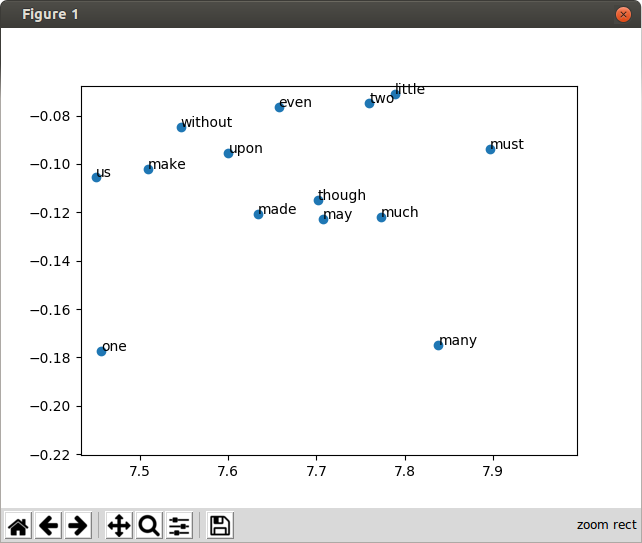 Figure 1
little
even
two
−0.08
without
must
upon
−0.10
make
us
though
made
may
much
−0.12
−0.14
−0.16
many
one
−0.18
−0.20
−0.22
7.5 7.6 7.7 7.8 7.9
zoom rect